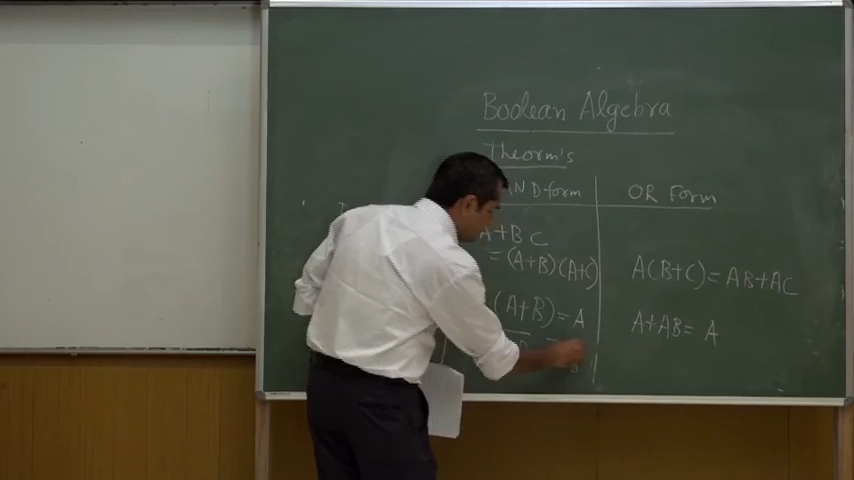 Boolean Algebra
Theorm's
AND-form OR Form
A+BC
=(A+B)(A+C) A(B+C)=AB+AC
(A+B)=A A+AB=A